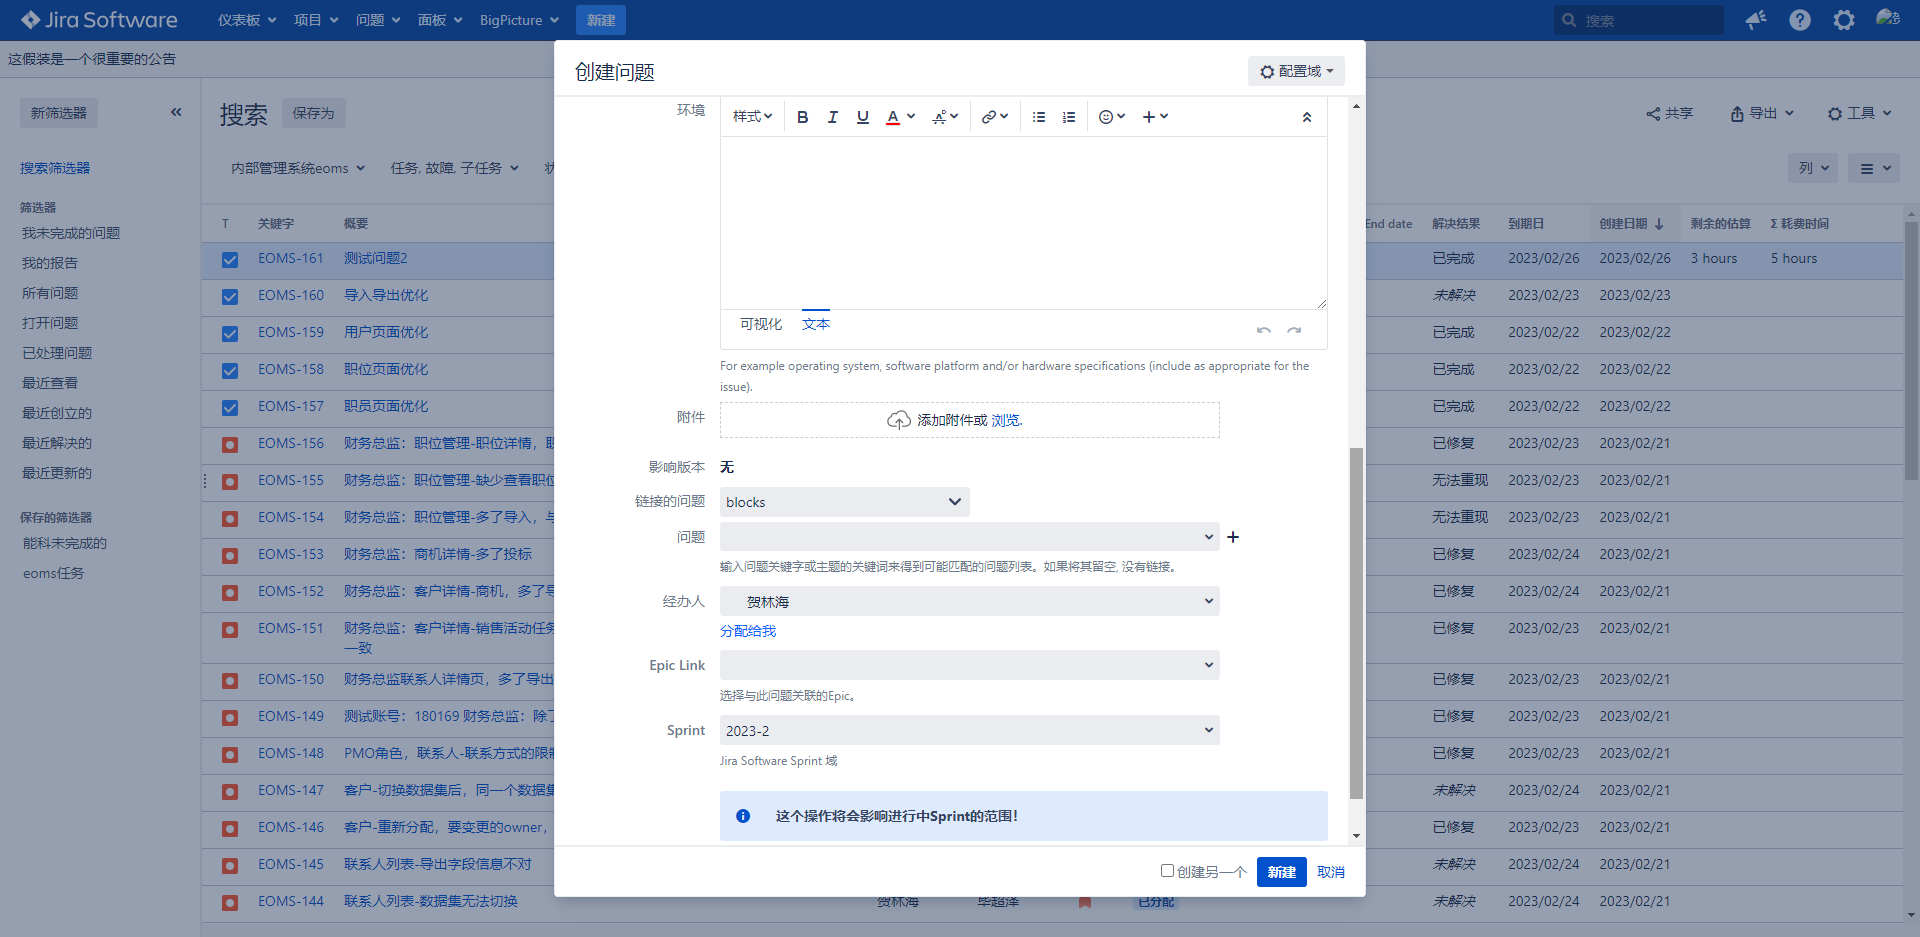 Jira Software
仪表板 项目 问题 面板 BigPicture 新建
搜索
这假装是一个很重要的公告
新筛选器
搜索筛选器
筛选器
我未完成的问题
我的报告
所有问题
打开问题
已处理问题
最近查看
最近创立的
最近解决的
最近更新的
保存的筛选器
能科未完成的
eoms任务
搜索 保存为
共享 导出 工具
内部管理系统eoms 任务, 故障, 子任务
列
T 关键字 概要 End date 解决结果 到期日 创建日期 剩余的估算 Σ 耗费时间
EOMS-161 测试问题2 已完成 2023/02/26 2023/02/26 3 hours 5 hours
EOMS-160 导入导出优化 未解决 2023/02/23 2023/02/23
EOMS-159 用户页面优化 已完成 2023/02/22 2023/02/22
EOMS-158 职位页面优化 已完成 2023/02/22 2023/02/22
EOMS-157 职员页面优化 已完成 2023/02/22 2023/02/22
EOMS-156 财务总监：职位管理-职位详情， 已修复 2023/02/23 2023/02/21
EOMS-155 财务总监：职位管理-缺少查看职位 无法重现 2023/02/23 2023/02/21
EOMS-154 财务总监：职位管理-多了导入， 无法重现 2023/02/23 2023/02/21
EOMS-153 财务总监：商机详情-多了投标 已修复 2023/02/24 2023/02/21
EOMS-152 财务总监：客户详情-商机，多了导 已修复 2023/02/24 2023/02/21
EOMS-151 财务总监：客户详情-销售活动任务 已修复 2023/02/23 2023/02/21
一致
EOMS-150 财务总监联系人详情页，多了导出 已修复 2023/02/23 2023/02/21
EOMS-149 测试账号：180169 财务总监：除了 已修复 2023/02/23 2023/02/21
EOMS-148 PMO角色，联系人-联系方式的限制 已修复 2023/02/23 2023/02/21
EOMS-147 客户-切换数据集后，同一个数据集 未解决 2023/02/24 2023/02/21
EOMS-146 客户-重新分配，要变更的owner， 已修复 2023/02/23 2023/02/21
EOMS-145 联系人列表-导出字段信息不对 未解决 2023/02/24 2023/02/21
EOMS-144 联系人列表-数据集无法切换 贺林海 毕超泽 已分配 未解决 2023/02/24 2023/02/21
创建问题 配置域
环境 样式 B I U A
可视化 文本
For example operating system, software platform and/or hardware specifications (include as appropriate for the
issue).
附件 添加附件或 浏览.
影响版本 无
链接的问题 blocks
问题
输入问题关键字或主题的关键词来得到可能匹配的问题列表。如果将其留空, 没有链接。
经办人 贺林海
分配给我
Epic Link
选择与此问题关联的Epic。
Sprint 2023-2
Jira Software Sprint 域
这个操作将会影响进行中Sprint的范围！
创建另一个 新建 取消